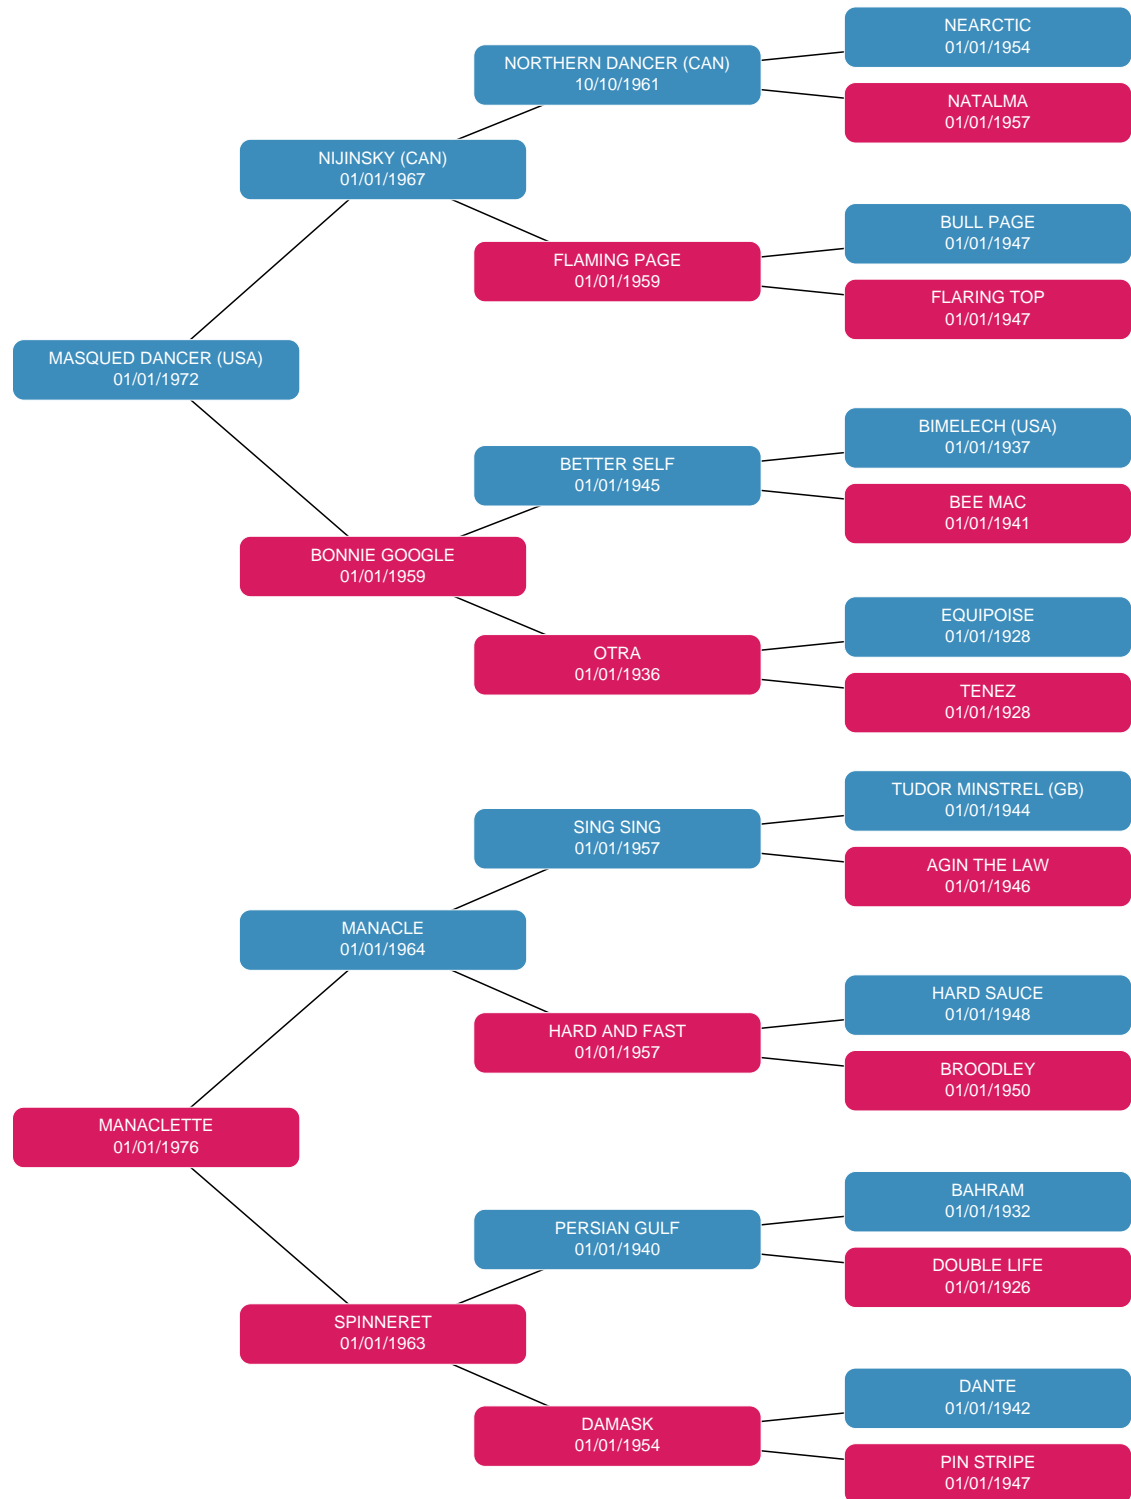 NEARCTIC
01/01/1954
NORTHERN DANCER (CAN)
10/10/1961
NATALMA
01/01/1957
NIJINSKY (CAN)
01/01/1967
BULL PAGE
01/01/1947
FLAMING PAGE
01/01/1959
FLARING TOP
01/01/1947
MASQUED DANCER (USA)
01/01/1972
BIMELECH (USA)
01/01/1937
BETTER SELF
01/01/1945
BEE MAC
01/01/1941
BONNIE GOOGLE
01/01/1959
EQUIPOISE
01/01/1928
OTRA
01/01/1936
TENEZ
01/01/1928
TUDOR MINSTREL (GB)
01/01/1944
SING SING
01/01/1957
AGIN THE LAW
01/01/1946
MANACLE
01/01/1964
HARD SAUCE
01/01/1948
HARD AND FAST
01/01/1957
BROODLEY
01/01/1950
MANACLETTE
01/01/1976
BAHRAM
01/01/1932
PERSIAN GULF
01/01/1940
DOUBLE LIFE
01/01/1926
SPINNERET
01/01/1963
DANTE
01/01/1942
DAMASK
01/01/1954
PIN STRIPE
01/01/1947